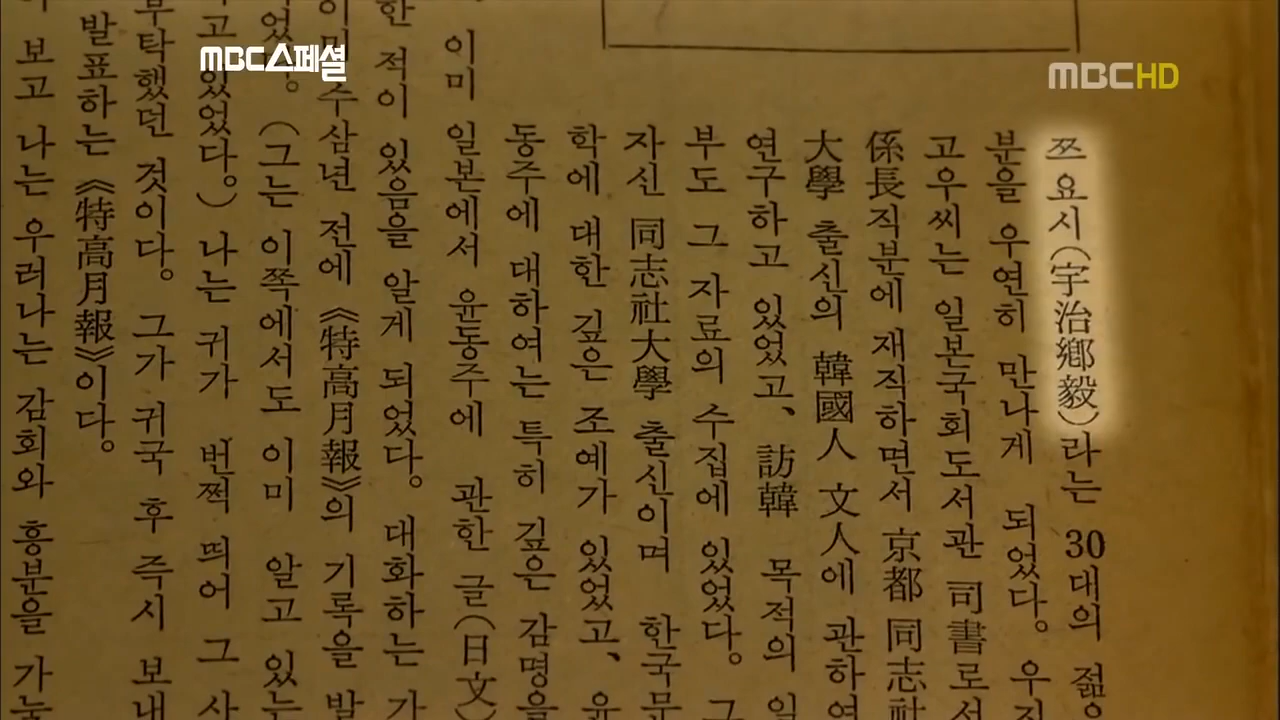 MBC스페셜
MBC HD
쯔요시(宇治鄕毅)라는 30대의 젊
분을 우연히 만나게 되었다. 우지
고우씨는 일본국회도서관 司書로서
係長직분에 재직하면서 京都 同志社
大學 출신의 韓國人 文人에 관하여
연구하고 있었고、 訪韓 목적의 일
부도 그 자료의 수집에 있었다。 그
자신 同志社大學 출신이며 한국문
학에 대한 깊은 조예가 있었고、 윤
동주에 대하여는 특히 깊은 감명을
이미 일본에서 윤동주에 관한 글(日文)
한 적이 있음을 알게 되었다。 대화하는 가
이미 수삼년 전에 《特高月報》의 기록을 발
(그는 이쪽에서도 이미 알고 있는
고 있었다。) 나는 귀가 번쩍 띄어 그 사
부탁했던 것이다。 그가 귀국 후 즉시 보내
발표하는 《特高月報》이다。
보고 나는 우러나는 감회와 흥분을